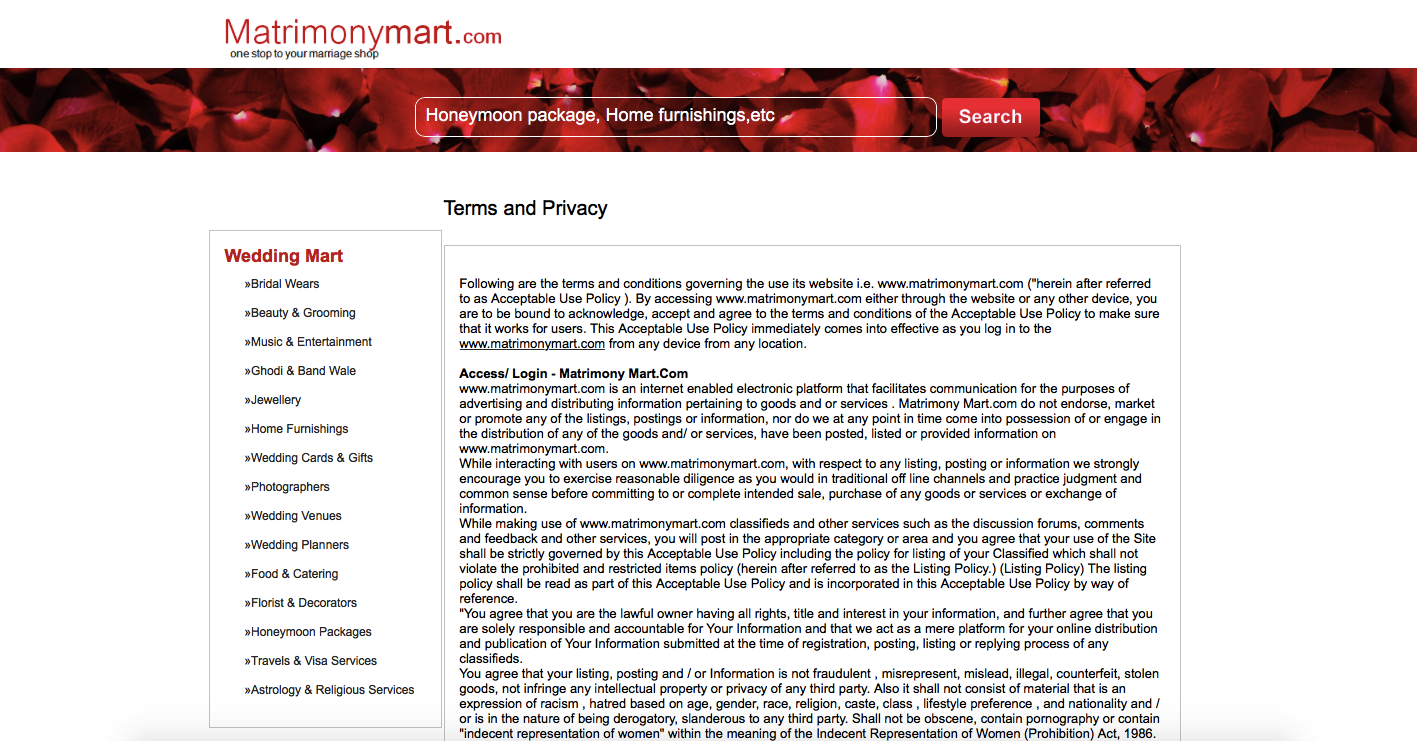 Matrimonymart.com
one stop to your marriage shop
Honeymoon package, Home furnishings,etc
Search
Terms and Privacy
Wedding Mart
»Bridal Wears
»Beauty & Grooming
»Music & Entertainment
»Ghodi & Band Wale
»Jewellery
»Home Furnishings
»Wedding Cards & Gifts
»Photographers
»Wedding Venues
»Wedding Planners
»Food & Catering
»Florist & Decorators
»Honeymoon Packages
»Travels & Visa Services
»Astrology & Religious Services
Following are the terms and conditions governing the use its website i.e. www.matrimonymart.com ("herein after referred
to as Acceptable Use Policy ). By accessing www.matrimonymart.com either through the website or any other device, you
are to be bound to acknowledge, accept and agree to the terms and conditions of the Acceptable Use Policy to make sure
that it works for users. This Acceptable Use Policy immediately comes into effective as you log in to the
www.matrimonymart.com from any device from any location.
Access/ Login - Matrimony Mart.Com
www.matrimonymart.com is an internet enabled electronic platform that facilitates communication for the purposes of
advertising and distributing information pertaining to goods and or services . Matrimony Mart.com do not endorse, market
or promote any of the listings, postings or information, nor do we at any point in time come into possession of or engage in
the distribution of any of the goods and/ or services, have been posted, listed or provided information on
www.matrimonymart.com.
While interacting with users on www.matrimonymart.com, with respect to any listing, posting or information we strongly
encourage you to exercise reasonable diligence as you would in traditional off line channels and practice judgment and
common sense before committing to or complete intended sale, purchase of any goods or services or exchange of
information.
While making use of www.matrimonymart.com classifieds and other services such as the discussion forums, comments
and feedback and other services, you will post in the appropriate category or area and you agree that your use of the Site
shall be strictly governed by this Acceptable Use Policy including the policy for listing of your Classified which shall not
violate the prohibited and restricted items policy (herein after referred to as the Listing Policy.) (Listing Policy) The listing
policy shall be read as part of this Acceptable Use Policy and is incorporated in this Acceptable Use Policy by way of
reference.
"You agree that you are the lawful owner having all rights, title and interest in your information, and further agree that you
are solely responsible and accountable for Your Information and that we act as a mere platform for your online distribution
and publication of Your Information submitted at the time of registration, posting, listing or replying process of any
classifieds.
You agree that your listing, posting and / or Information is not fraudulent , misrepresent, mislead, illegal, counterfeit, stolen
goods, not infringe any intellectual property or privacy of any third party. Also it shall not consist of material that is an
expression of racism , hatred based on age, gender, race, religion, caste, class , lifestyle preference , and nationality and /
or is in the nature of being derogatory, slanderous to any third party. Shall not be obscene, contain pornography or contain
"indecent representation of women" within the meaning of the Indecent Representation of Women (Prohibition) Act, 1986.